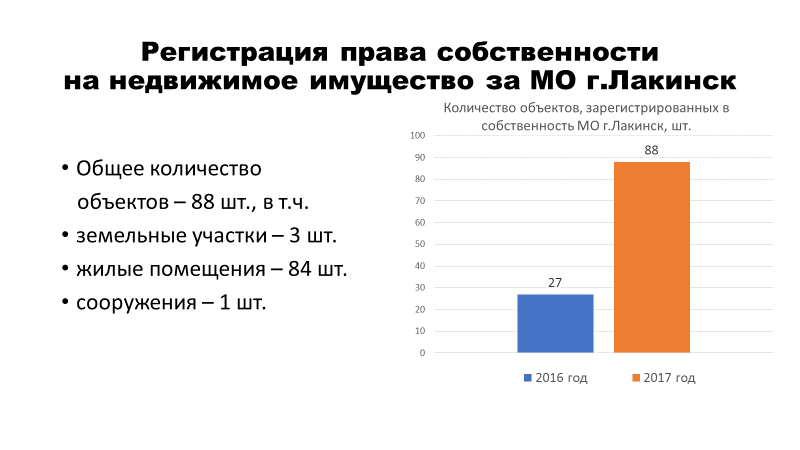 Регистрация права собственности
на недвижимое имущество за МО г.Лакинск
• Общее количество
объектов – 88 шт., в т.ч.
• земельные участки – 3 шт.
• жилые помещения – 84 шт.
• сооружения – 1 шт.
Количество объектов, зарегистрированных в
собственность МО г.Лакинск, шт.
100
90
80
70
60
50
40
30
20
10
0
27
88
2016 год
2017 год